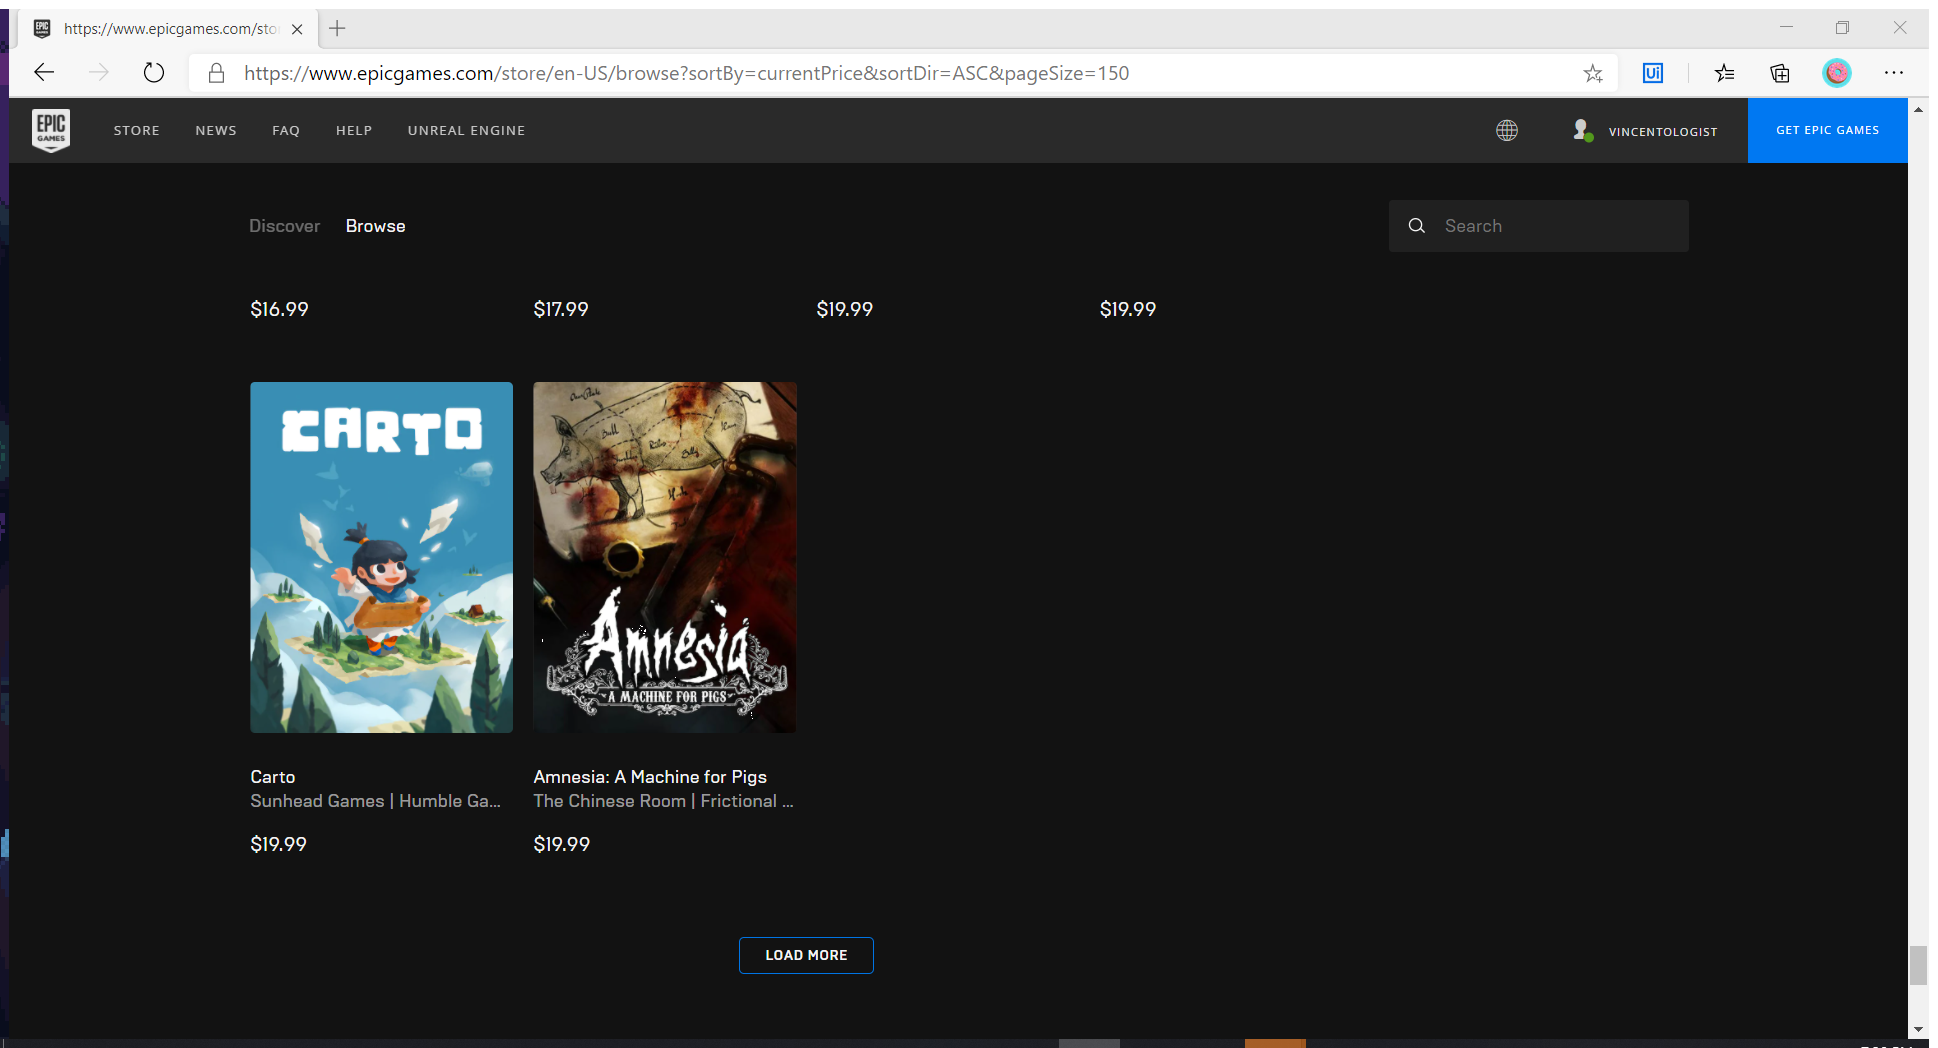 https://www.epicgames.com/sto
https://www.epicgames.com/store/en-US/browse?sortBy=currentPrice&sortDir=ASC&pageSize=150
Ui
EPIC GAMES
STORE NEWS FAQ HELP UNREAL ENGINE
VINCENTOLOGIST
GET EPIC GAMES
Discover Browse
Search
$16.99 $17.99 $19.99 $19.99
CARTO
Amnesia
A MACHINE FOR PIGS
Carto
Sunhead Games | Humble Ga...
$19.99
Amnesia: A Machine for Pigs
The Chinese Room | Frictional ...
$19.99
LOAD MORE